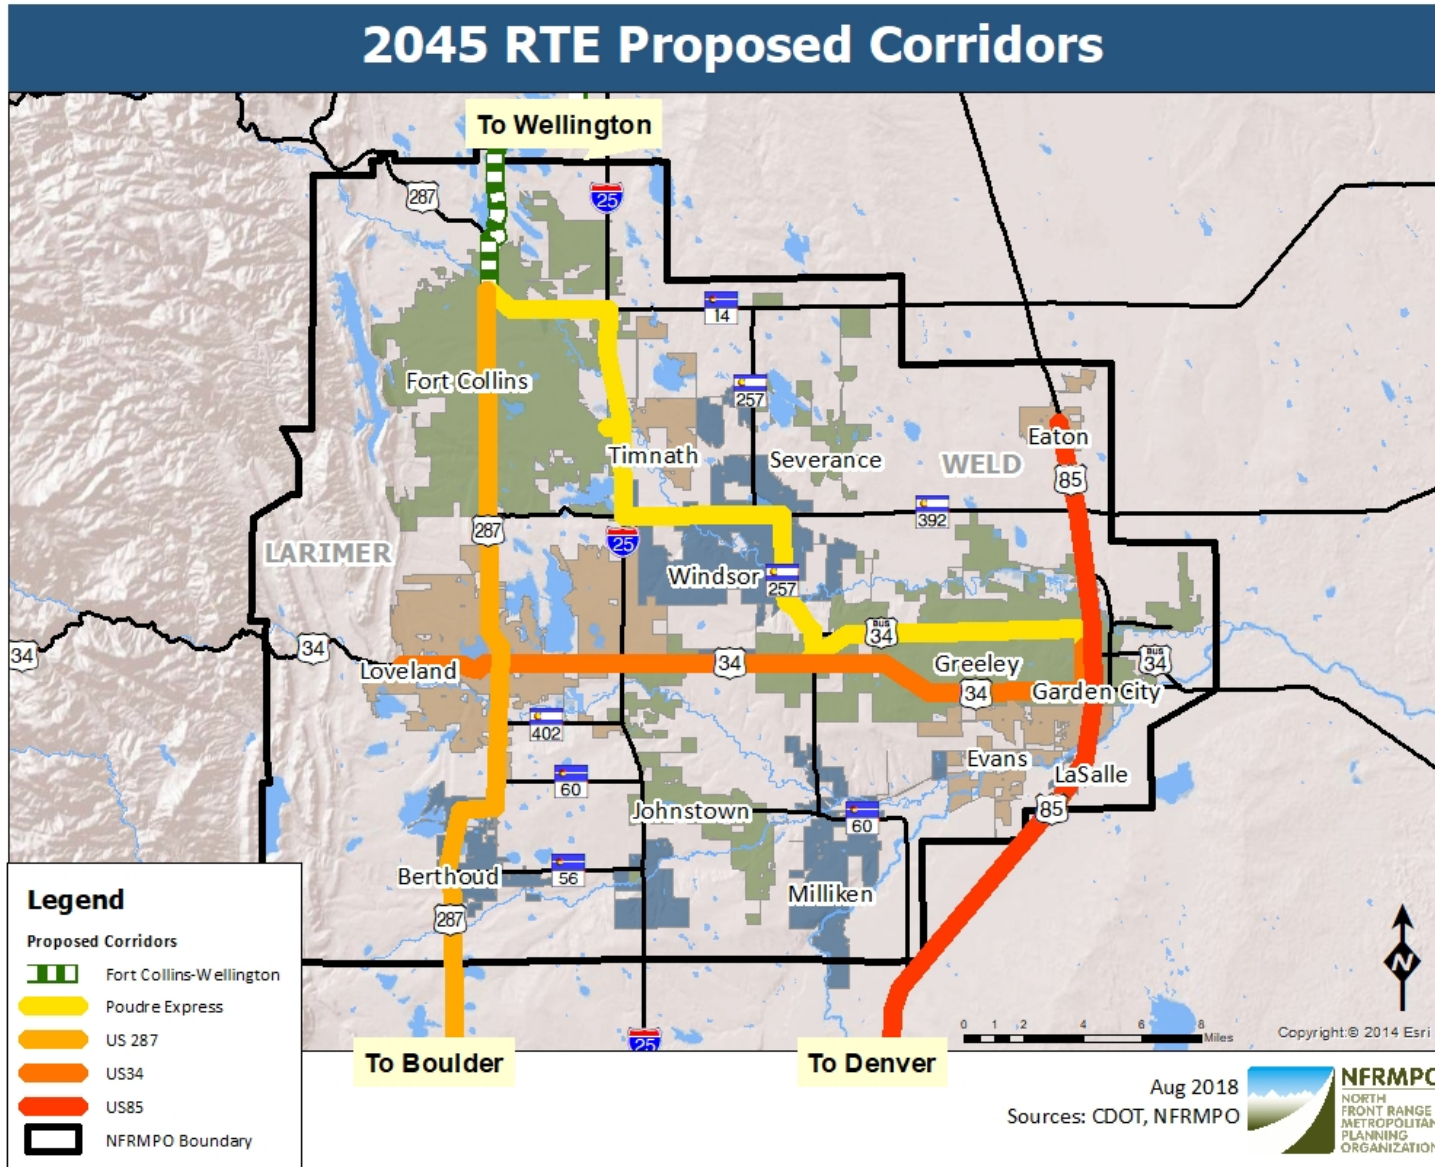 2045 RTE Proposed Corridors
To Wellington
287
25
14
Fort Collins
257
Timnath
Severance
WELD
Eaton
85
392
287
25
LARIMER
Windsor
257
34
34
Loveland
34
BUS
34
Greeley
34
Garden City
BUS
34
402
Evans
LaSalle
60
Johnstown
60
85
Berthoud
56
Milliken
287
25
To Boulder
To Denver
N
0 1 2 4 6 8
Miles
Copyright:© 2014 Esri
Legend
Proposed Corridors
Fort Collins-Wellington
Poudre Express
US 287
US34
US85
NFRMPO Boundary
Aug 2018
Sources: CDOT, NFRMPO
NFRMPO
NORTH
FRONT RANGE
METROPOLITAN
PLANNING
ORGANIZATION